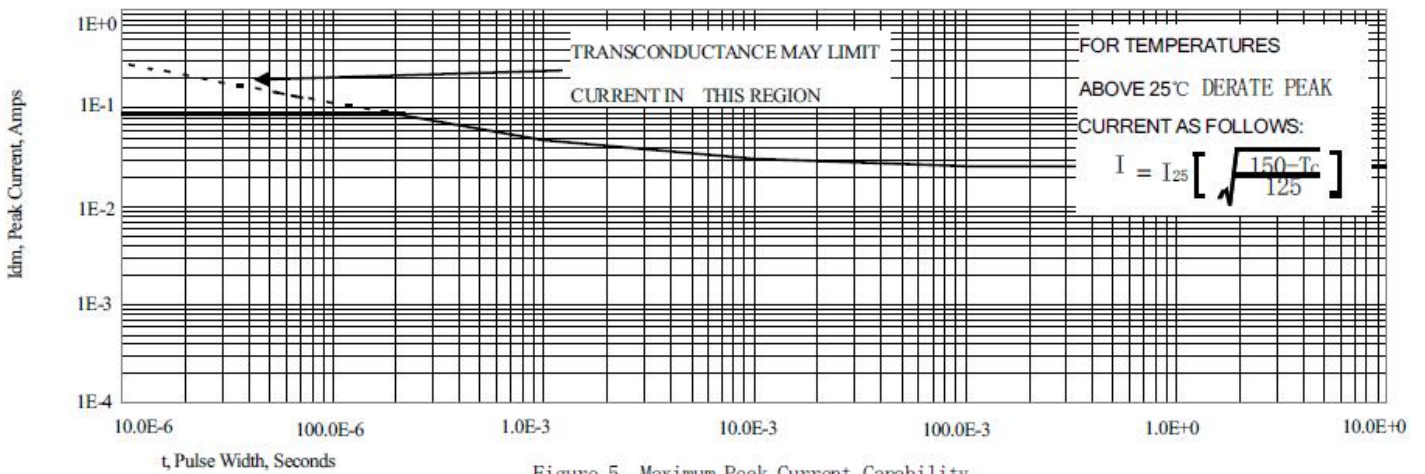 1E+0
1E-1
1E-2
1E-3
1E-4
Idm, Peak Current, Amps
TRANSCONDUCTANCE MAY LIMIT
CURRENT IN THIS REGION
FOR TEMPERATURES
ABOVE 25℃ DERATE PEAK
CURRENT AS FOLLOWS:
I = I25[√150-TC/125]
10.0E-6 100.0E-6 1.0E-3 10.0E-3 100.0E-3 1.0E+0 10.0E+0
t, Pulse Width, Seconds
Figure 5. Maximum Peak Current Capability